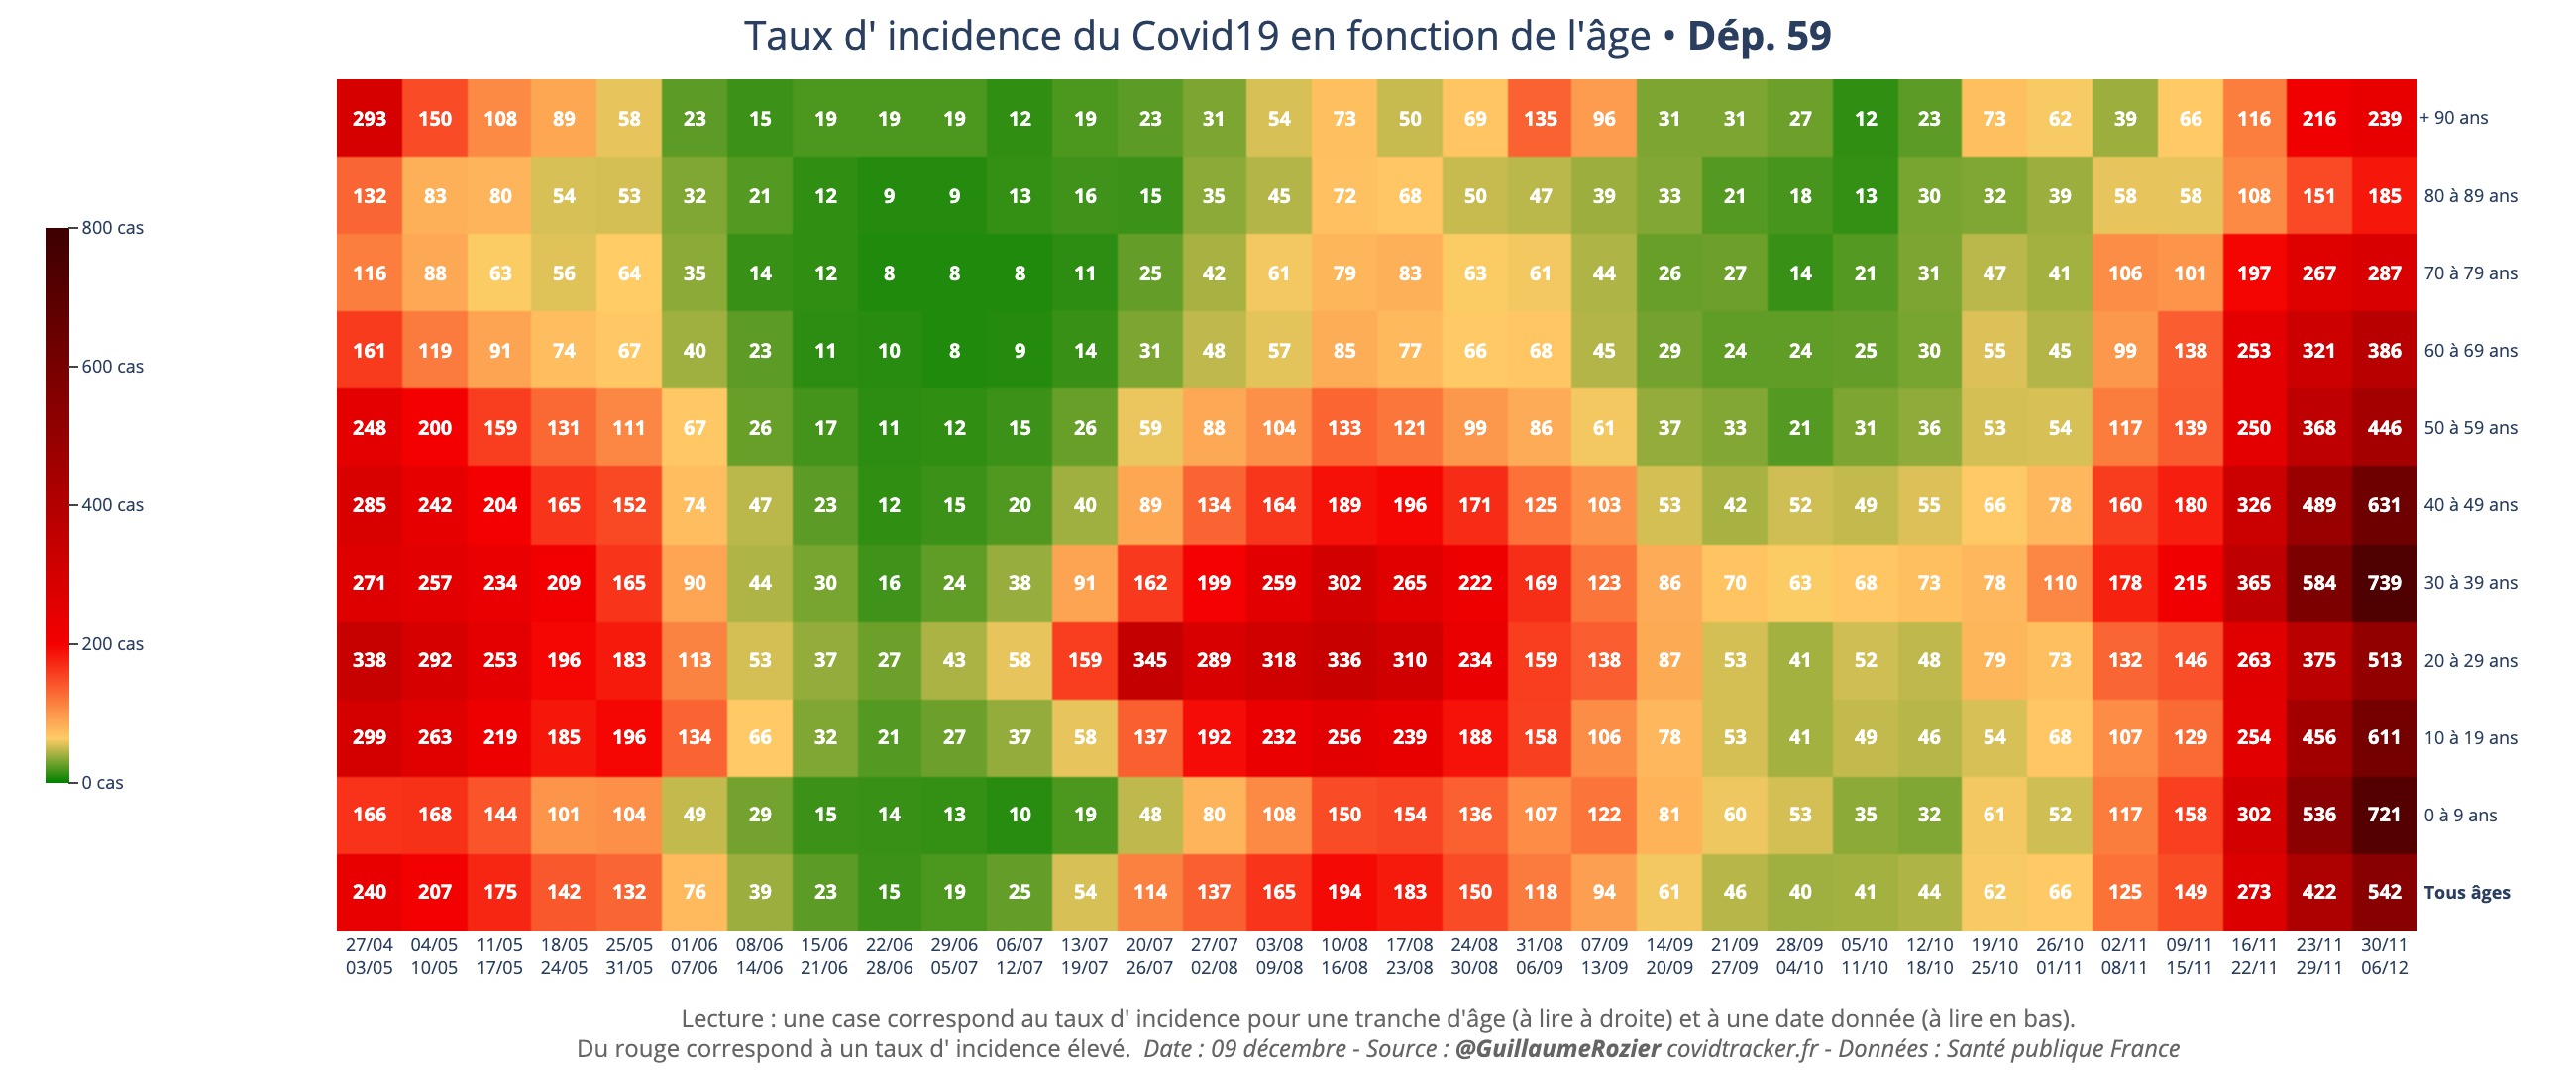 Taux d' incidence du Covid19 en fonction de l'âge • Dép. 59
800 cas
600 cas
400 cas
200 cas
0 cas
293 150 108 89 58 23 15 19 19 19 12 19 23 31 54 73 50 69 135 96 31 31 27 12 23 73 62 39 66 116 216 239 + 90 ans
132 83 80 54 53 32 21 12 9 9 13 16 15 35 45 72 68 50 47 39 33 21 18 13 30 32 39 58 58 108 151 185 80 à 89 ans
116 88 63 56 64 35 14 12 8 8 8 11 25 42 61 79 83 63 61 44 26 27 14 21 31 47 41 106 101 197 267 287 70 à 79 ans
161 119 91 74 67 40 23 11 10 8 9 14 31 48 57 85 77 66 68 45 29 24 24 25 30 55 45 99 138 253 321 386 60 à 69 ans
248 200 159 131 111 67 26 17 11 12 15 26 59 88 104 133 121 99 86 61 37 33 21 31 36 53 54 117 139 250 368 446 50 à 59 ans
285 242 204 165 152 74 47 23 12 15 20 40 89 134 164 189 196 171 125 103 53 42 52 49 55 66 78 160 180 326 489 631 40 à 49 ans
271 257 234 209 165 90 44 30 16 24 38 91 162 199 259 302 265 222 169 123 86 70 63 68 73 78 110 178 215 365 584 739 30 à 39 ans
338 292 253 196 183 113 53 37 27 43 58 159 345 289 318 336 310 234 159 138 87 53 41 52 48 79 73 132 146 263 375 513 20 à 29 ans
299 263 219 185 196 134 66 32 21 27 37 58 137 192 232 256 239 188 158 106 78 53 41 49 46 54 68 107 129 254 456 611 10 à 19 ans
166 168 144 101 104 49 29 15 14 13 10 19 48 80 108 150 154 136 107 122 81 60 53 35 32 61 52 117 158 302 536 721 0 à 9 ans
240 207 175 142 132 76 39 23 15 19 25 54 114 137 165 194 183 150 118 94 61 46 40 41 44 62 66 125 149 273 422 542 Tous âges
27/04 04/05 11/05 18/05 25/05 01/06 08/06 15/06 22/06 29/06 06/07 13/07 20/07 27/07 03/08 10/08 17/08 24/08 31/08 07/09 14/09 21/09 28/09 05/10 12/10 19/10 26/10 02/11 09/11 16/11 23/11 30/11
03/05 10/05 17/05 24/05 31/05 07/06 14/06 21/06 28/06 05/07 12/07 19/07 26/07 02/08 09/08 16/08 23/08 30/08 06/09 13/09 20/09 27/09 04/10 11/10 18/10 25/10 01/11 08/11 15/11 22/11 29/11 06/12
Lecture : une case correspond au taux d' incidence pour une tranche d'âge (à lire à droite) et à une date donnée (à lire en bas).
Du rouge correspond à un taux d' incidence élevé. Date : 09 décembre - Source : @GuillaumeRozier covidtracker.fr - Données : Santé publique France